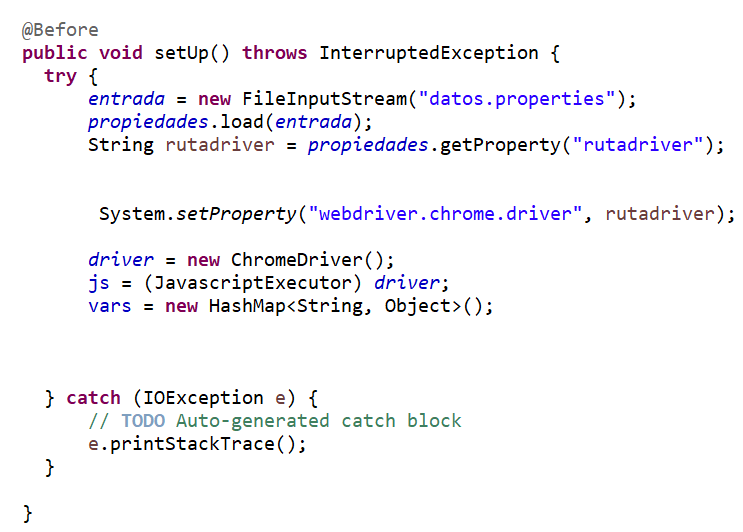 @Before
public void setUp() throws InterruptedException {
try {
entrada = new FileInputStream("datos.properties");
propiedades.load(entrada);
String rutadriver = propiedades.getProperty("rutadriver");
System.setProperty("webdriver.chrome.driver", rutadriver);
driver = new ChromeDriver();
js = (JavascriptExecutor) driver;
vars = new HashMap<String, Object>();
} catch (IOException e) {
// TODO Auto-generated catch block
e.printStackTrace();
}
}